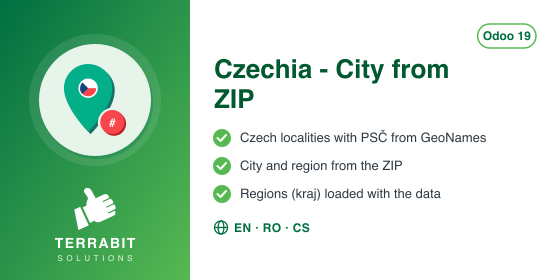 Odoo 19
Czechia - City from
ZIP
Czech localities with PSČ from GeoNames
City and region from the ZIP
Regions (kraj) loaded with the data
EN · RO · CS
#
TERRABIT
SOLUTIONS